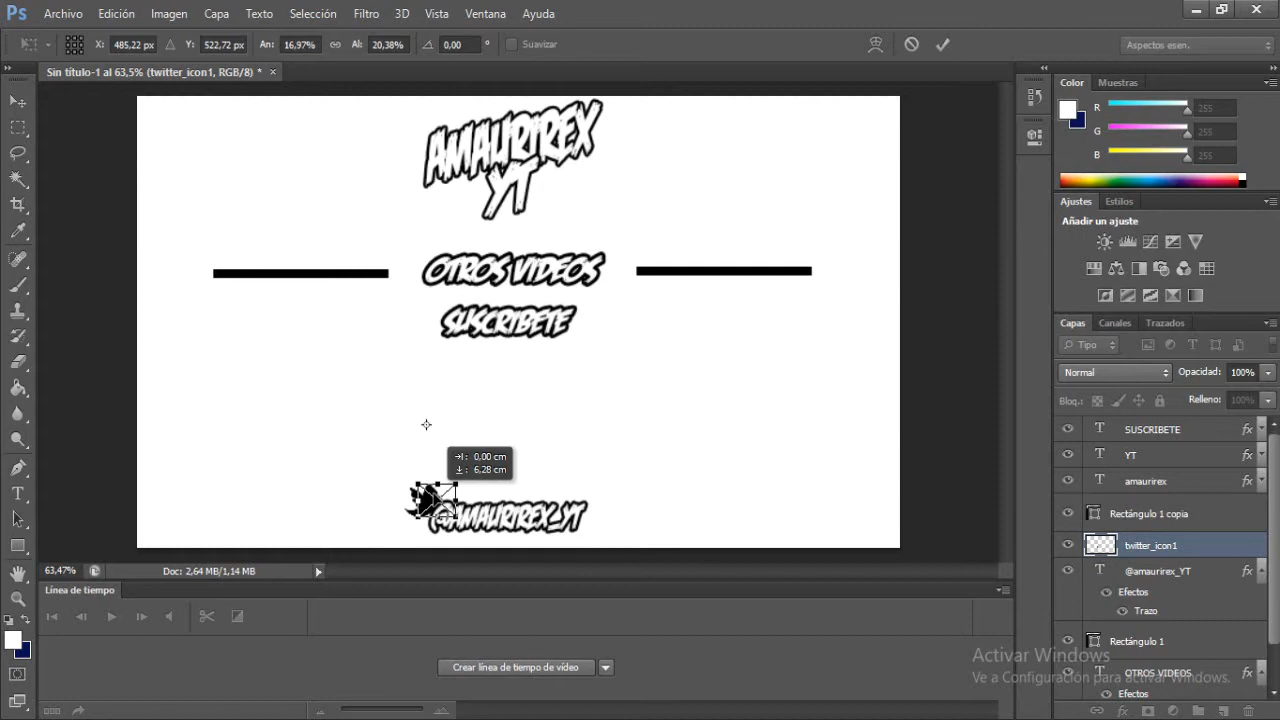 Ps Archivo Edición Imagen Capa Texto Selección Filtro 3D Vista Ventana Ayuda
X: 485,22 px Y: 522,72 px An: 16,97% Al: 20,38% 0,00 ° Suavizar Aspectos esen.
Sin título-1 al 63,5% (twitter_icon1, RGB/8) * ×
AMAURIREX
YT
OTROS VIDEOS
SUSCRIBETE
0,00 cm
6,28 cm
@AMAURIREX_YT
63,47% Doc: 2,64 MB/1,14 MB
Línea de tiempo
Crear línea de tiempo de vídeo
Color Muestras
R 255
G 255
B 255
Ajustes Estilos
Añadir un ajuste
Capas Canales Trazados
Tipo
Normal Opacidad: 100%
Bloq.: Relleno: 100%
T SUSCRIBETE fx
T YT fx
T amaurirex fx
Rectángulo 1 copia
twitter_icon1
T @amaurirex_YT fx
Efectos
Trazo
Rectángulo 1
T OTROS VIDEOS fx
Efectos
Activar Windows
Ve a Configuración para activar Windows.